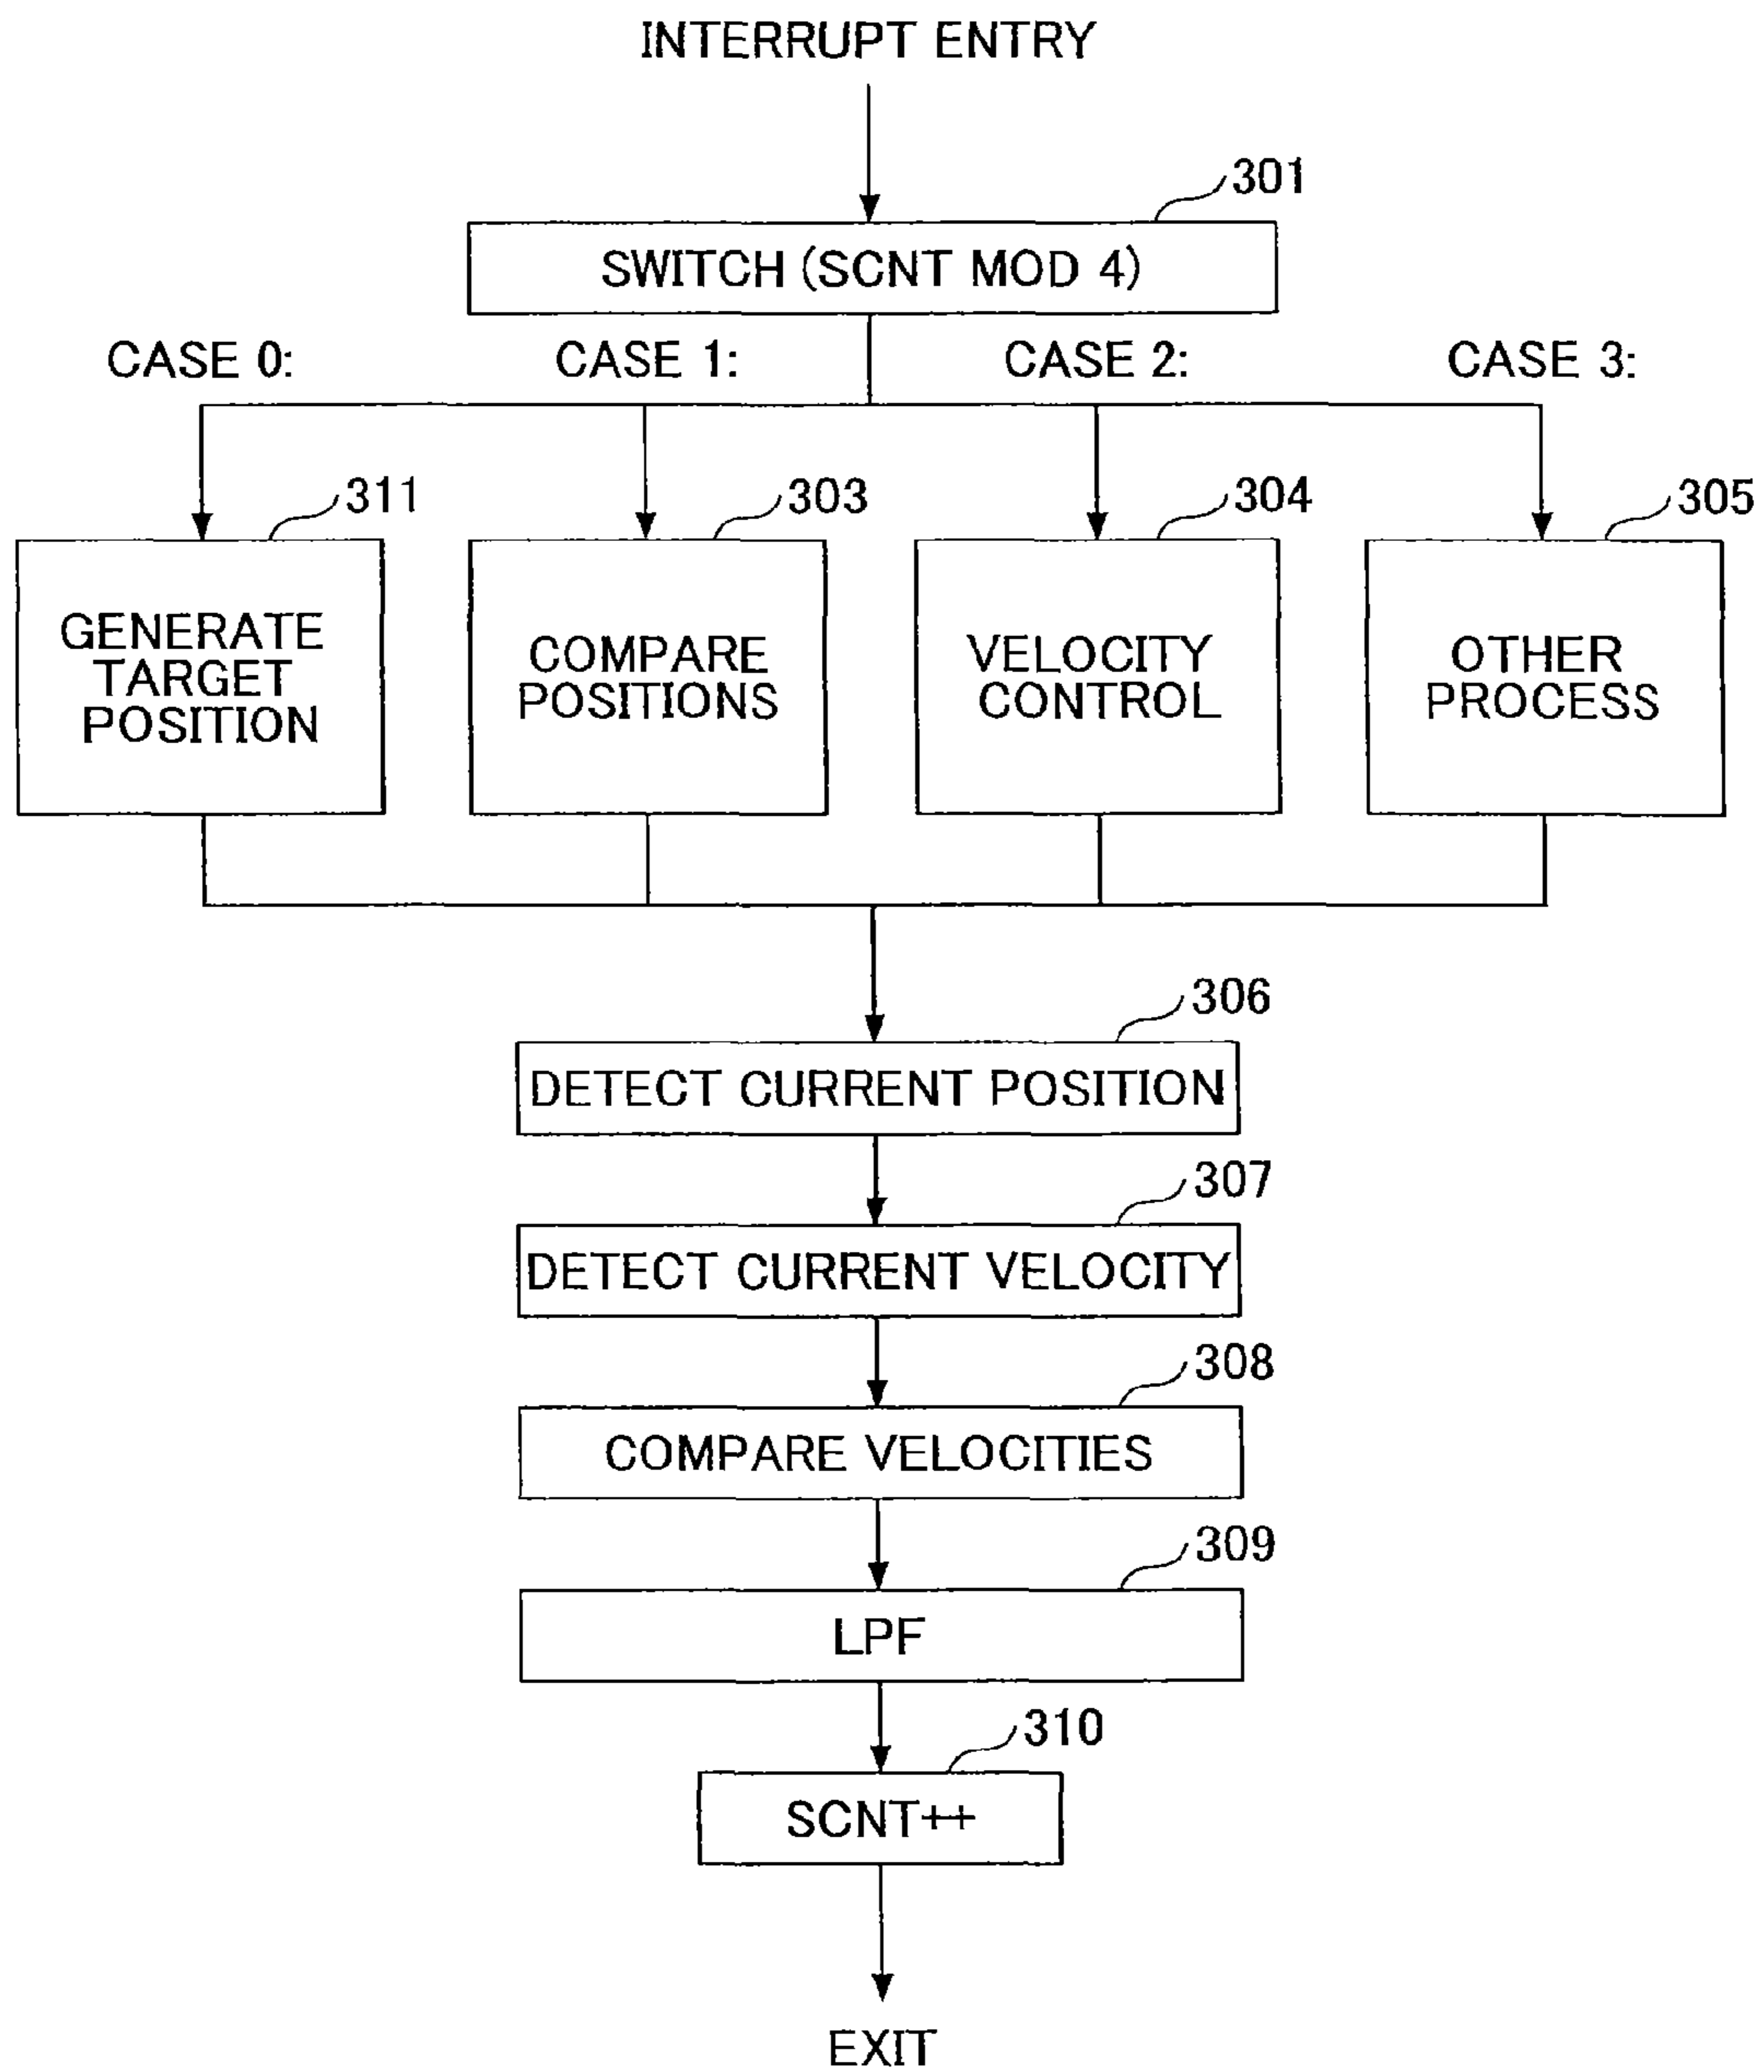 INTERRUPT ENTRY
301
SWITCH (SCNT MOD 4)
CASE 0:
CASE 1:
CASE 2:
CASE 3:
311
303
304
305
GENERATE
TARGET
POSITION
COMPARE
POSITIONS
VELOCITY
CONTROL
OTHER
PROCESS
306
DETECT CURRENT POSITION
307
DETECT CURRENT VELOCITY
308
COMPARE VELOCITIES
309
LPF
310
SCNT++
EXIT